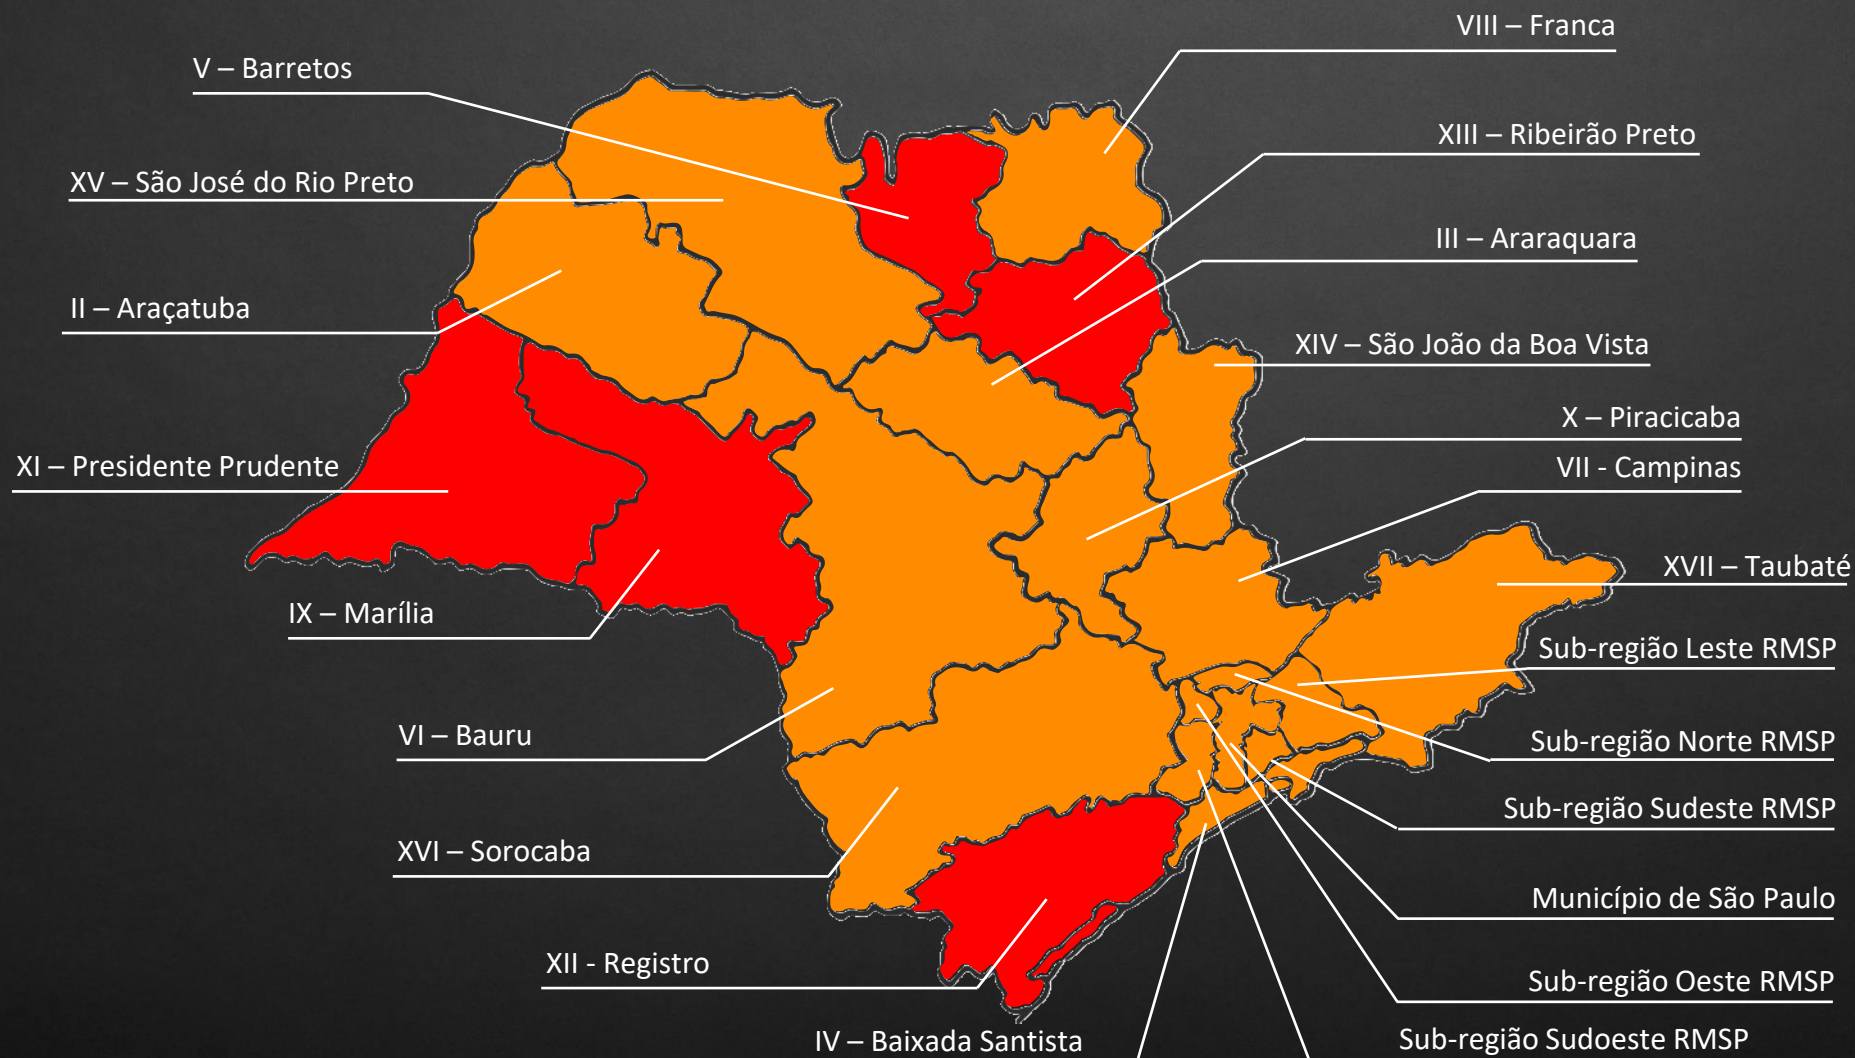 VIII – Franca
V – Barretos
XIII – Ribeirão Preto
XV – São José do Rio Preto
III – Araraquara
II – Araçatuba
XIV – São João da Boa Vista
X – Piracicaba
XI – Presidente Prudente
VII - Campinas
XVII – Taubaté
IX – Marília
Sub-região Leste RMSP
VI – Bauru
Sub-região Norte RMSP
Sub-região Sudeste RMSP
XVI – Sorocaba
Município de São Paulo
XII - Registro
Sub-região Oeste RMSP
IV – Baixada Santista
Sub-região Sudoeste RMSP